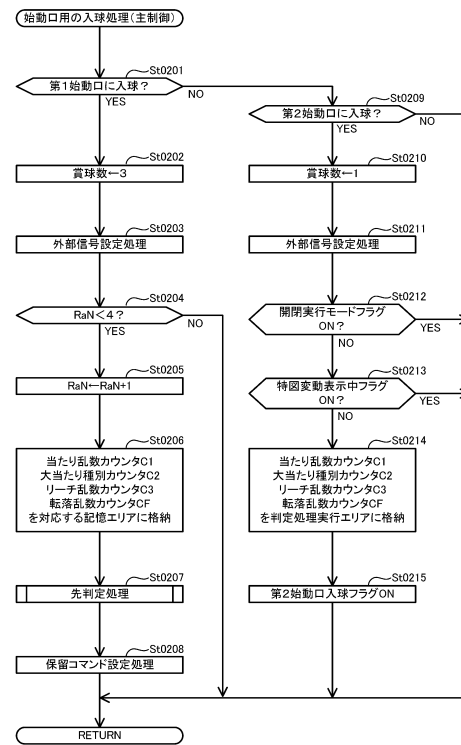 始動口用の入球処理(主制御)
St0201
第1始動口に入球？
YES
NO
St0202
賞球数←3
St0203
外部信号設定処理
St0204
RaN＜4？
YES
NO
St0205
RaN←RaN+1
St0206
当たり乱数カウンタC1
大当たり種別カウンタC2
リーチ乱数カウンタC3
転落乱数カウンタCF
を対応する記憶エリアに格納
St0207
先判定処理
St0208
保留コマンド設定処理
RETURN
St0209
第2始動口に入球？
YES
NO
St0210
賞球数←1
St0211
外部信号設定処理
St0212
開閉実行モードフラグ
ON？
YES
NO
St0213
特図変動表示中フラグ
ON？
YES
NO
St0214
当たり乱数カウンタC1
大当たり種別カウンタC2
リーチ乱数カウンタC3
転落乱数カウンタCF
を判定処理実行エリアに格納
St0215
第2始動口入球フラグON